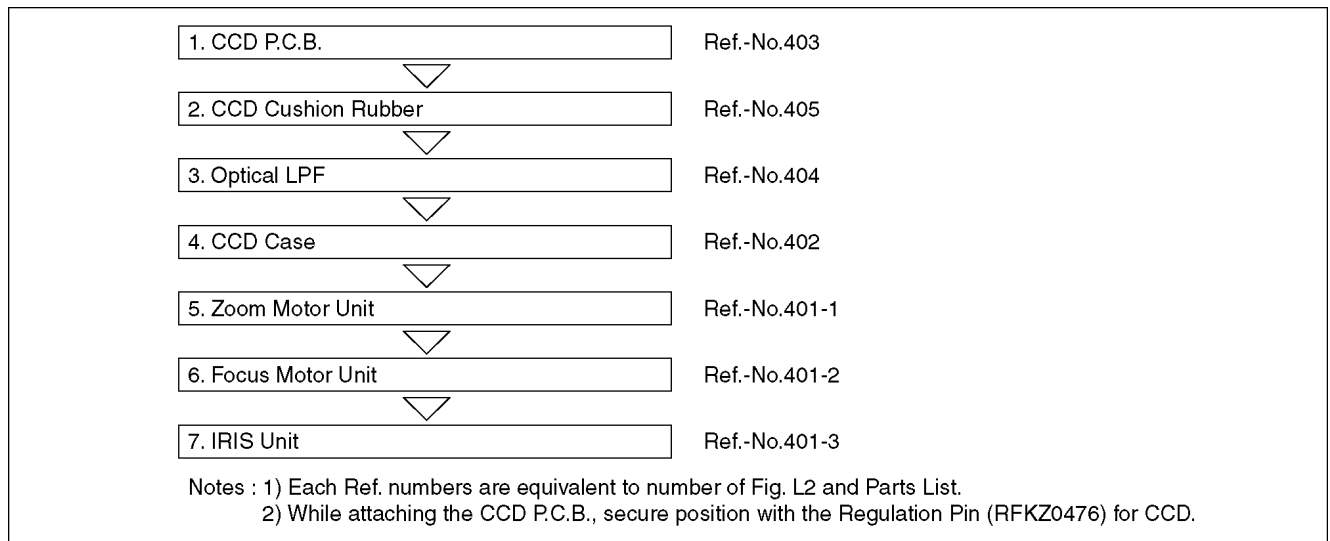 1. CCD P.C.B. Ref.-No.403
2. CCD Cushion Rubber Ref.-No.405
3. Optical LPF Ref.-No.404
4. CCD Case Ref.-No.402
5. Zoom Motor Unit Ref.-No.401-1
6. Focus Motor Unit Ref.-No.401-2
7. IRIS Unit Ref.-No.401-3
Notes : 1) Each Ref. numbers are equivalent to number of Fig. L2 and Parts List.
2) While attaching the CCD P.C.B., secure position with the Regulation Pin (RFKZ0476) for CCD.